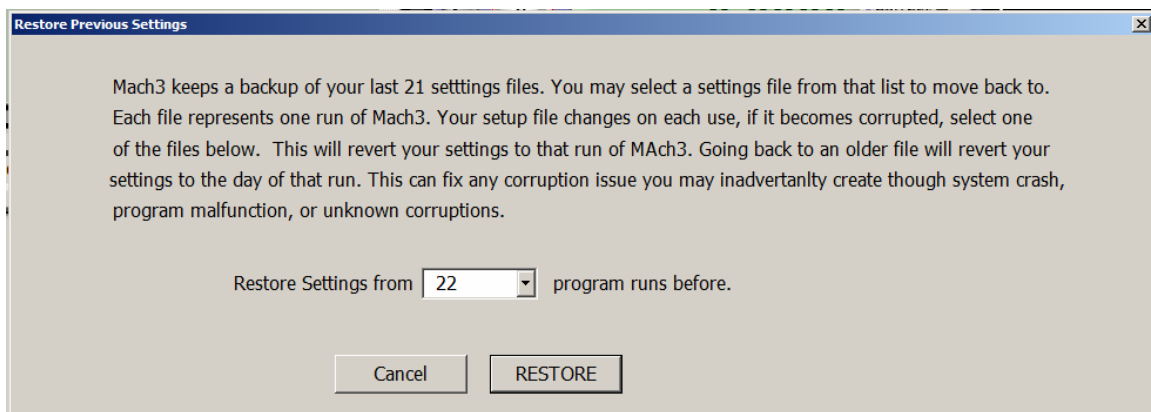 Restore Previous Settings
Mach3 keeps a backup of your last 21 setttings files. You may select a settings file from that list to move back to.
Each file represents one run of Mach3. Your setup file changes on each use, if it becomes corrupted, select one
of the files below. This will revert your settings to that run of MAch3. Going back to an older file will revert your
settings to the day of that run. This can fix any corruption issue you may inadvertanlty create though system crash,
program malfunction, or unknown corruptions.
Restore Settings from 22 program runs before.
Cancel RESTORE